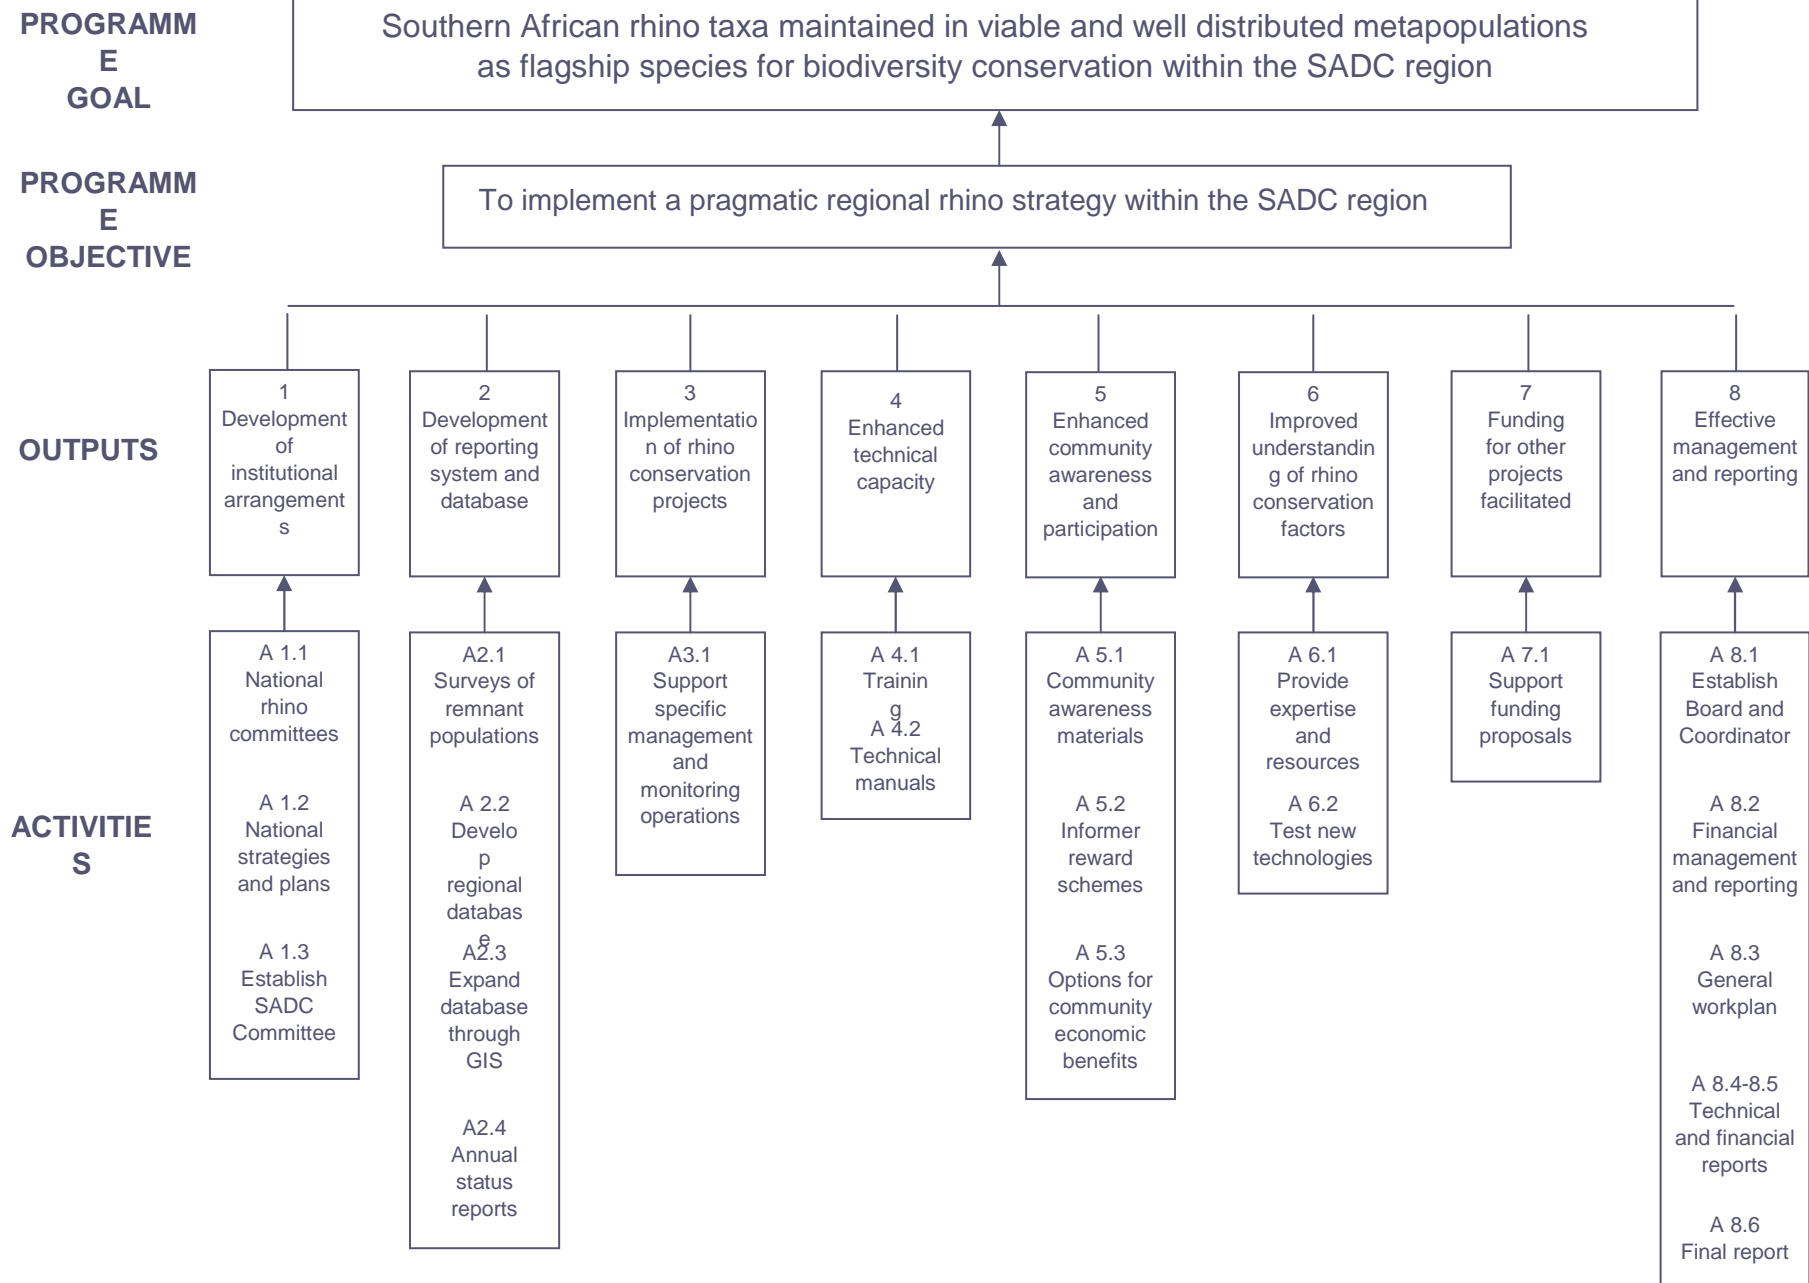 PROGRAMM
E
GOAL
Southern African rhino taxa maintained in viable and well distributed metapopulations
as flagship species for biodiversity conservation within the SADC region
PROGRAMM
E
OBJECTIVE
To implement a pragmatic regional rhino strategy within the SADC region
OUTPUTS
1
Development
of
institutional
arrangement
s
2
Development
of reporting
system and
database
3
Implementatio
n of rhino
conservation
projects
4
Enhanced
technical
capacity
5
Enhanced
community
awareness
and
participation
6
Improved
understandin
g of rhino
conservation
factors
7
Funding
for other
projects
facilitated
8
Effective
management
and reporting
ACTIVITIE
S
A 1.1
National
rhino
committees
A 1.2
National
strategies
and plans
A 1.3
Establish
SADC
Committee
A2.1
Surveys of
remnant
populations
A 2.2
Develo
p
regional
databas
e
A2.3
Expand
database
through
GIS
A2.4
Annual
status
reports
A3.1
Support
specific
management
and
monitoring
operations
A 4.1
Trainin
g
A 4.2
Technical
manuals
A 5.1
Community
awareness
materials
A 5.2
Informer
reward
schemes
A 5.3
Options for
community
economic
benefits
A 6.1
Provide
expertise
and
resources
A 6.2
Test new
technologies
A 7.1
Support
funding
proposals
A 8.1
Establish
Board and
Coordinator
A 8.2
Financial
management
and reporting
A 8.3
General
workplan
A 8.4-8.5
Technical
and financial
reports
A 8.6
Final report